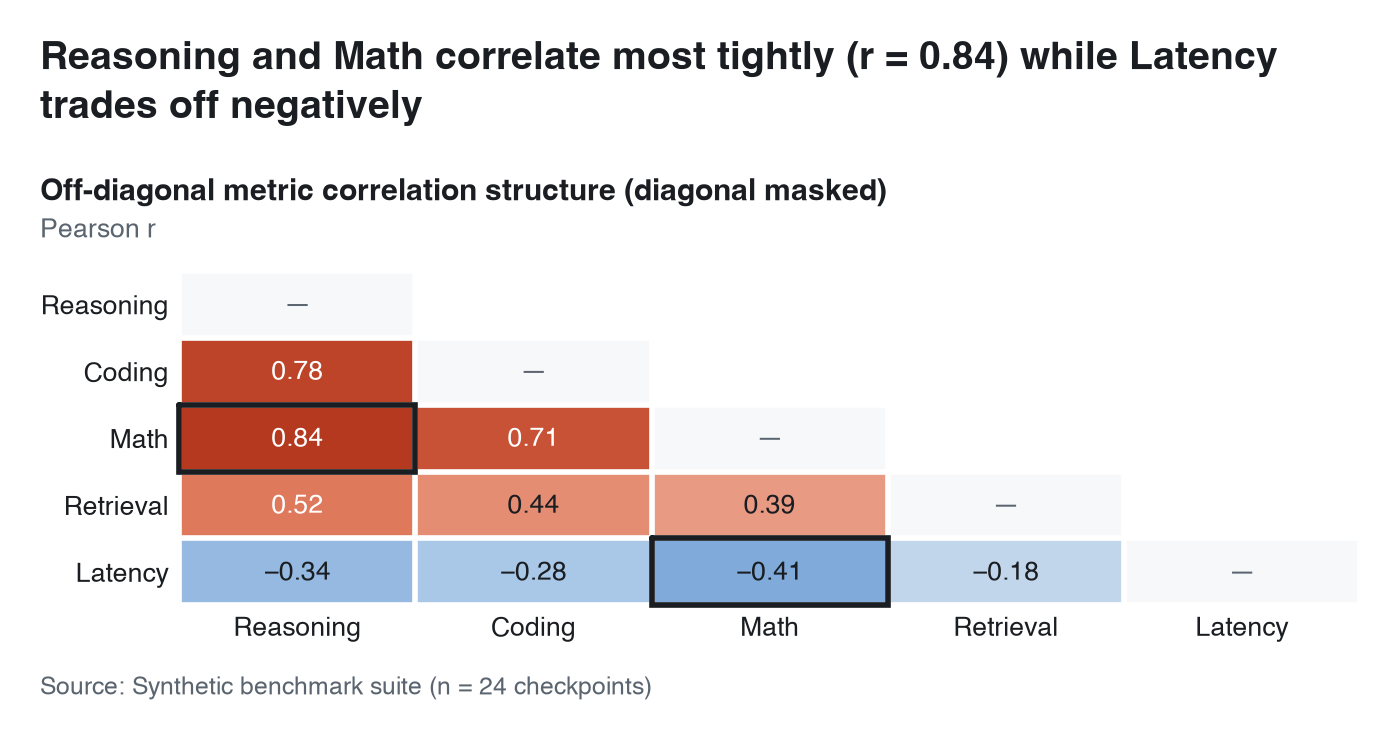 Reasoning and Math correlate most tightly (r = 0.84) while Latency
trades off negatively
Off-diagonal metric correlation structure (diagonal masked)
Pearson r
Reasoning —
Coding 0.78 —
Math 0.84 0.71 —
Retrieval 0.52 0.44 0.39 —
Latency −0.34 −0.28 −0.41 −0.18 —
Reasoning Coding Math Retrieval Latency
Source: Synthetic benchmark suite (n = 24 checkpoints)